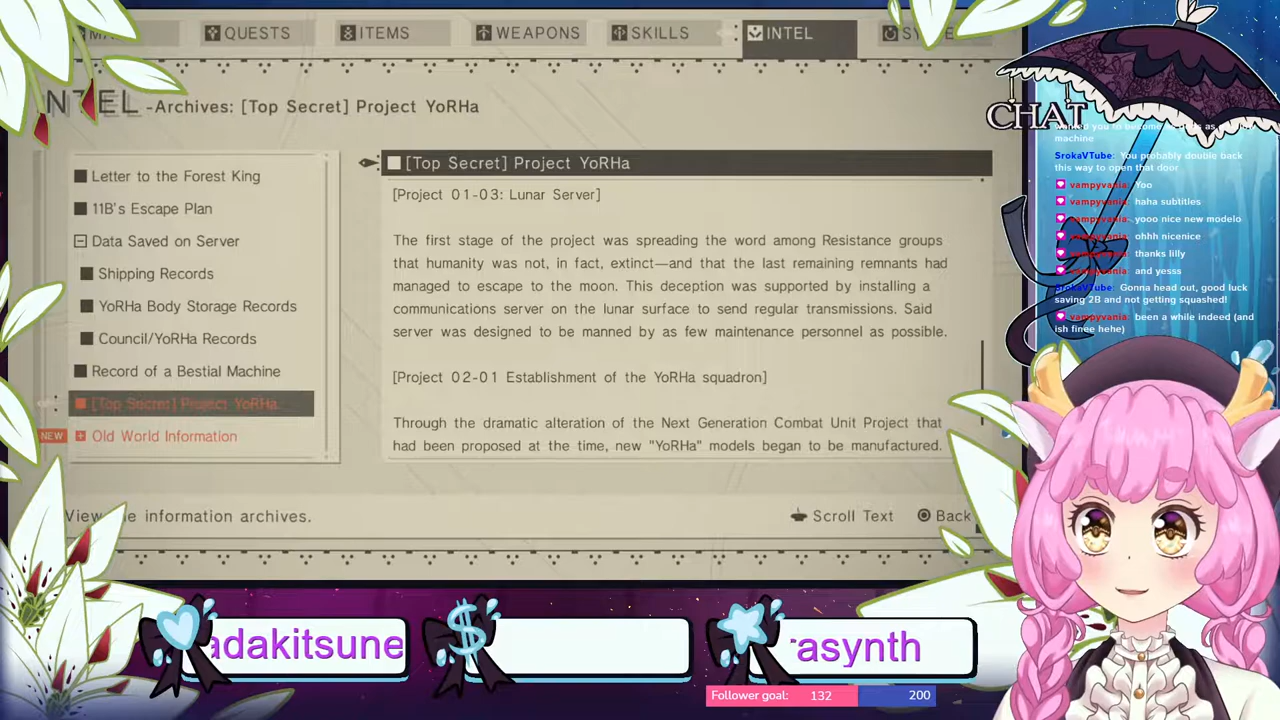 QUESTS
ITEMS
WEAPONS
SKILLS
INTEL
-Archives: [Top Secret] Project YoRHa
Letter to the Forest King
11B's Escape Plan
Data Saved on Server
Shipping Records
YoRHa Body Storage Records
Council/YoRHa Records
Record of a Bestial Machine
[Top Secret] Project YoRHa
NEW
Old World Information
[Top Secret] Project YoRHa
[Project 01-03: Lunar Server]
The first stage of the project was spreading the word among Resistance groups
that humanity was not, in fact, extinct—and that the last remaining remnants had
managed to escape to the moon. This deception was supported by installing a
communications server on the lunar surface to send regular transmissions. Said
server was designed to be manned by as few maintenance personnel as possible.
[Project 02-01 Establishment of the YoRHa squadron]
Through the dramatic alteration of the Next Generation Combat Unit Project that
had been proposed at the time, new "YoRHa" models began to be manufactured.
information archives.
Scroll Text
Back
CHAT
machine
SrokaVTube: You probably double back
this way to open that door
vampyvania: Yoo
vampyvania: haha subtitles
vampyvania: yooo nice new modelo
vampyvania: ohhh nicenice
vampyvania: thanks lilly
vampyvania: and yesss
SrokaVTube: Gonna head out, good luck
saving 2B and not getting squashed!
vampyvania: been a while indeed (and
ish finee hehe)
adakitsune
asynth
Follower goal: 132 200